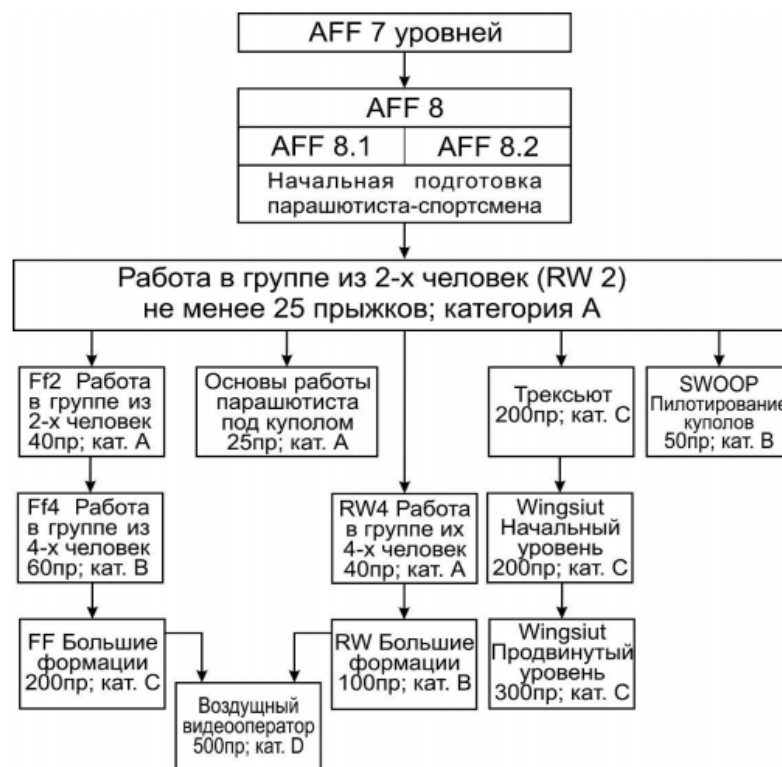 AFF 7 уровней
AFF 8
AFF 8.1
AFF 8.2
Начальная подготовка
парашютиста-спортсмена
Работа в группе из 2-х человек (RW 2)
не менее 25 прыжков; категория А
Ff2 Работа
в группе из
2-х человек
40пр; кат. А
Основы работы
парашютиста
под куполом
25пр; кат. А
Трексьют
200пр; кат. С
SWOOP
Пилотирование
куполов
50пр; кат. В
Ff4 Работа
в группе из
4-х человек
60пр; кат. В
RW4 Работа
в группе их
4-х человек
40пр; кат. А
Wingsiut
Начальный
уровень
200пр; кат. С
FF Большие
формации
200пр; кат. С
RW Большие
формации
100пр; кат. В
Wingsiut
Продвинутый
уровень
300пр; кат. С
Воздущный
видеооператор
500пр; кат. D